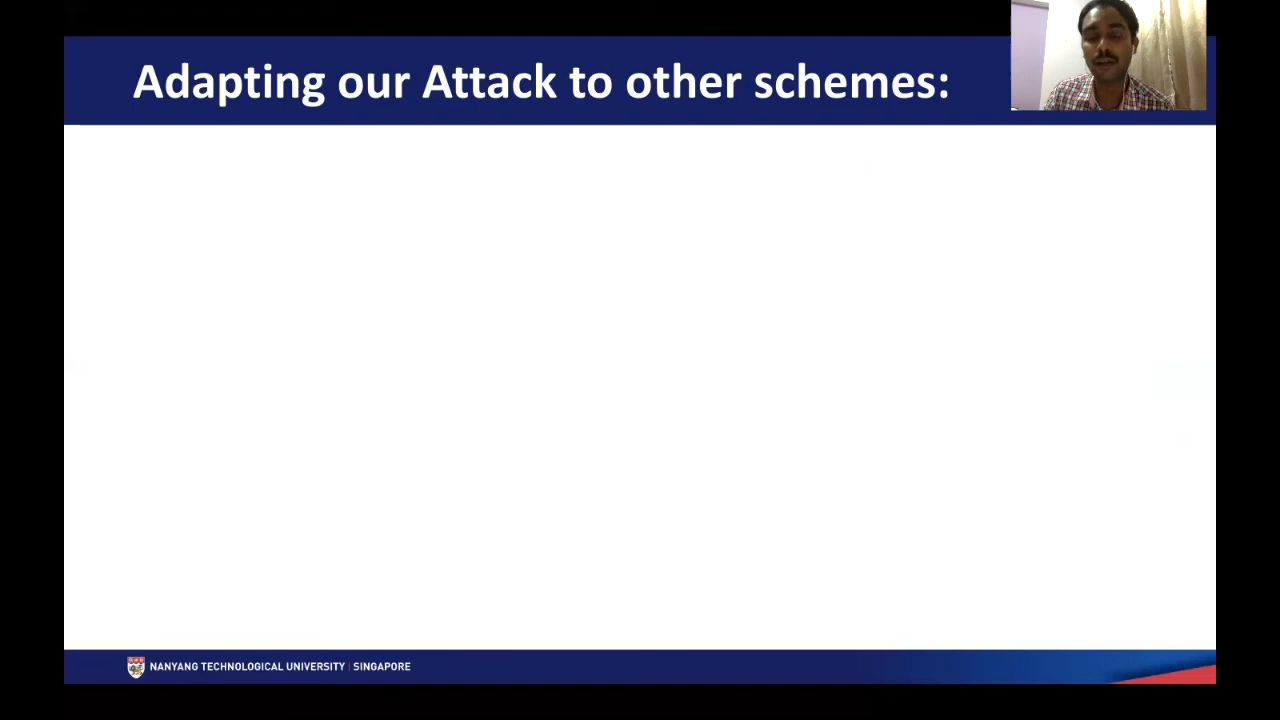 Adapting our Attack to other schemes:
NANYANG TECHNOLOGICAL UNIVERSITY | SINGAPORE